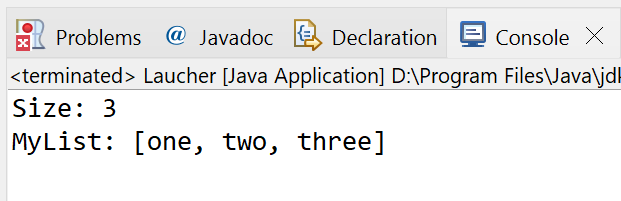 Problems @ Javadoc Declaration Console
<terminated> Laucher [Java Application] D:\Program Files\Java\jd
Size: 3
MyList: [one, two, three]